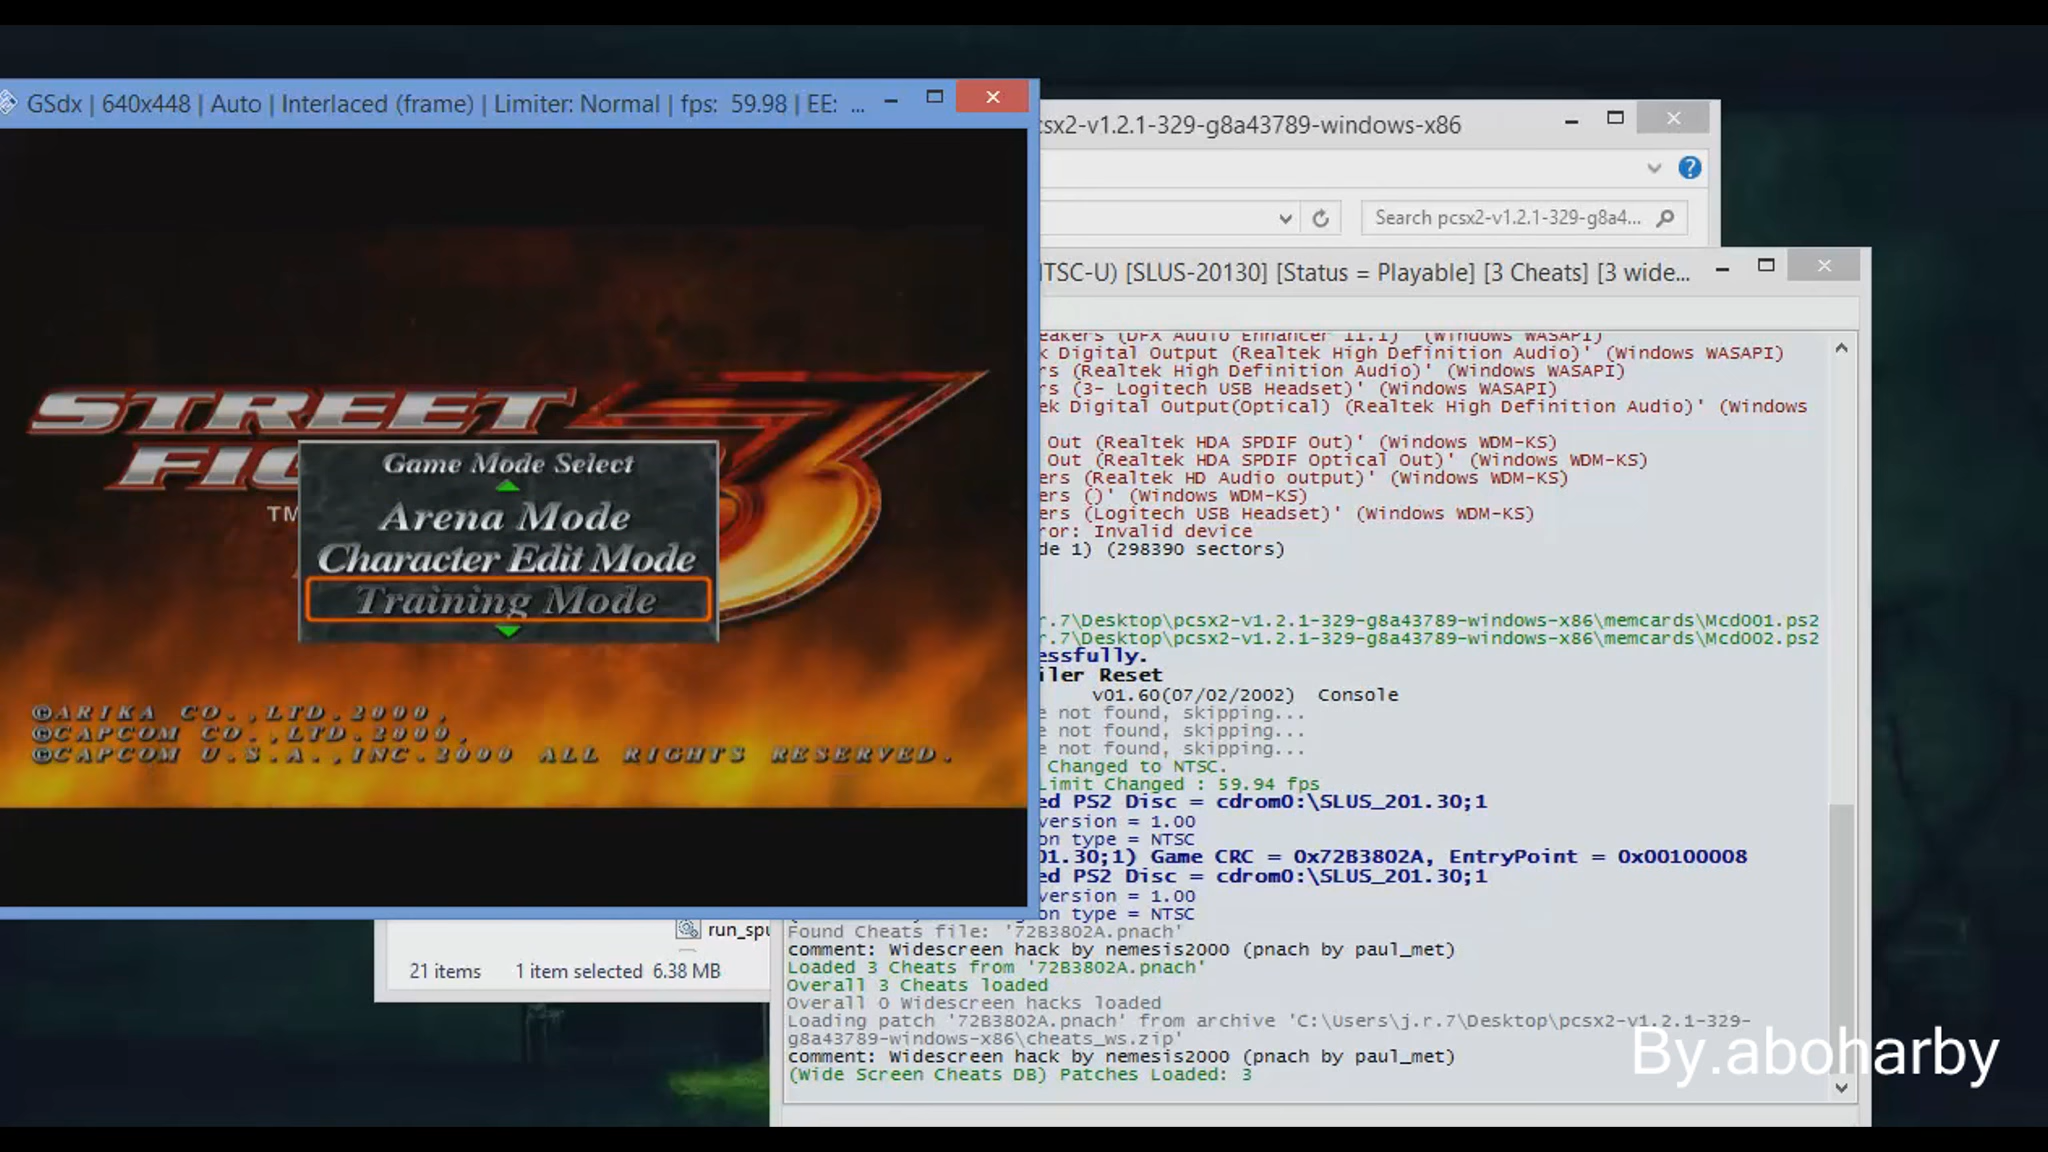 GSdx | 640x448 | Auto | Interlaced (frame) | Limiter: Normal | fps: 59.98 | EE: ...
csx2-v1.2.1-329-g8a43789-windows-x86
Search pcsx2-v1.2.1-329-g8a4...
NTSC-U) [SLUS-20130] [Status = Playable] [3 Cheats] [3 wide...
STREET
FIG
TM
3
Game Mode Select
Arena Mode
Character Edit Mode
Training Mode
©ARIKA CO.,LTD.2000,
©CAPCOM CO.,LTD.2000,
©CAPCOM U.S.A.,INC.2000 ALL RIGHTS RESERVED.
eakers (DFX Audio Enhancer 11.1)' (Windows WASAPI)
k Digital Output (Realtek High Definition Audio)' (Windows WASAPI)
rs (Realtek High Definition Audio)' (Windows WASAPI)
rs (3- Logitech USB Headset)' (Windows WASAPI)
ek Digital Output(Optical) (Realtek High Definition Audio)' (Windows
Out (Realtek HDA SPDIF Out)' (Windows WDM-KS)
Out (Realtek HDA SPDIF Optical Out)' (Windows WDM-KS)
ers (Realtek HD Audio output)' (Windows WDM-KS)
ers ()' (Windows WDM-KS)
ers (Logitech USB Headset)' (Windows WDM-KS)
ror: Invalid device
de 1) (298390 sectors)
r.7\Desktop\pcsx2-v1.2.1-329-g8a43789-windows-x86\memcards\Mcd001.ps2
r.7\Desktop\pcsx2-v1.2.1-329-g8a43789-windows-x86\memcards\Mcd002.ps2
essfully.
iler Reset
v01.60(07/02/2002) Console
e not found, skipping...
e not found, skipping...
e not found, skipping...
Changed to NTSC.
Limit Changed : 59.94 fps
ed PS2 Disc = cdrom0:\SLUS_201.30;1
version = 1.00
on type = NTSC
01.30;1) Game CRC = 0x72B3802A, EntryPoint = 0x00100008
ed PS2 Disc = cdrom0:\SLUS_201.30;1
version = 1.00
on type = NTSC
Found Cheats file: '72B3802A.pnach'
comment: Widescreen hack by nemesis2000 (pnach by paul_met)
Loaded 3 Cheats from '72B3802A.pnach'
Overall 3 Cheats loaded
Overall 0 Widescreen hacks loaded
Loading patch '72B3802A.pnach' from archive 'C:\Users\j.r.7\Desktop\pcsx2-v1.2.1-329-
g8a43789-windows-x86\cheats_ws.zip'
comment: Widescreen hack by nemesis2000 (pnach by paul_met)
(Wide Screen Cheats DB) Patches Loaded: 3
run_spu
21 items 1 item selected 6.38 MB
By.aboharby